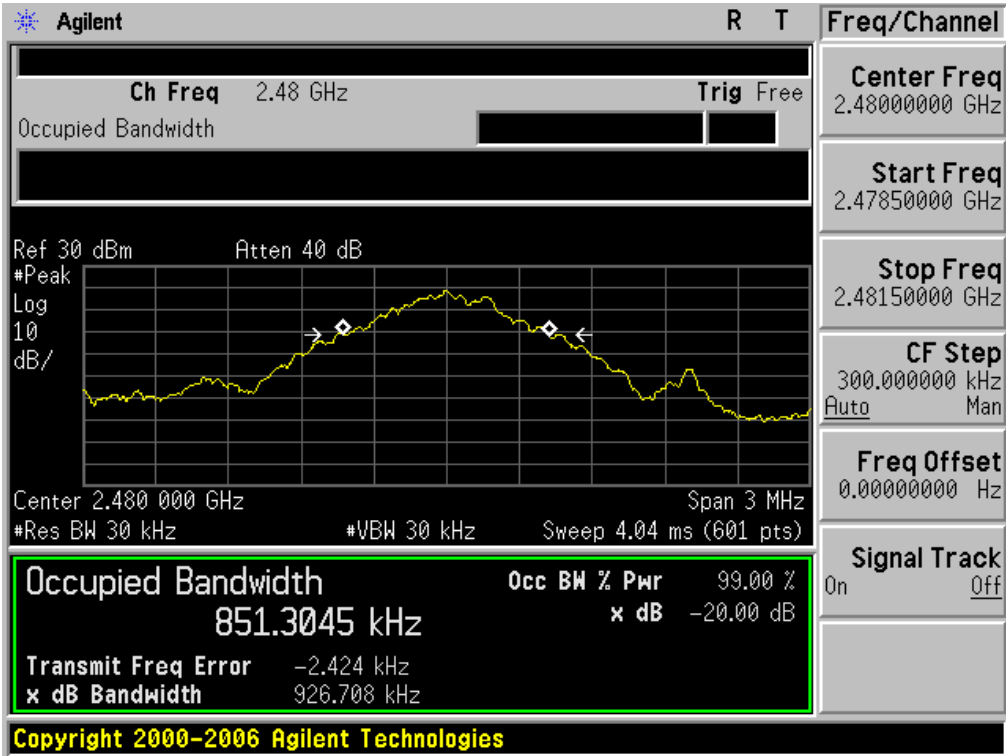 Agilent R T
Freq/Channel
Ch Freq 2.48 GHz Trig Free
Occupied Bandwidth
Ref 30 dBm Atten 40 dB
#Peak
Log
10
dB/
Center 2.480 000 GHz Span 3 MHz
#Res BW 30 kHz #VBW 30 kHz Sweep 4.04 ms (601 pts)
Occupied Bandwidth Occ BW % Pwr 99.00 %
851.3045 kHz x dB -20.00 dB
Transmit Freq Error -2.424 kHz
x dB Bandwidth 926.708 kHz
Center Freq
2.48000000 GHz
Start Freq
2.47850000 GHz
Stop Freq
2.48150000 GHz
CF Step
300.000000 kHz
Auto Man
Freq Offset
0.00000000 Hz
Signal Track
On Off
Copyright 2000-2006 Agilent Technologies